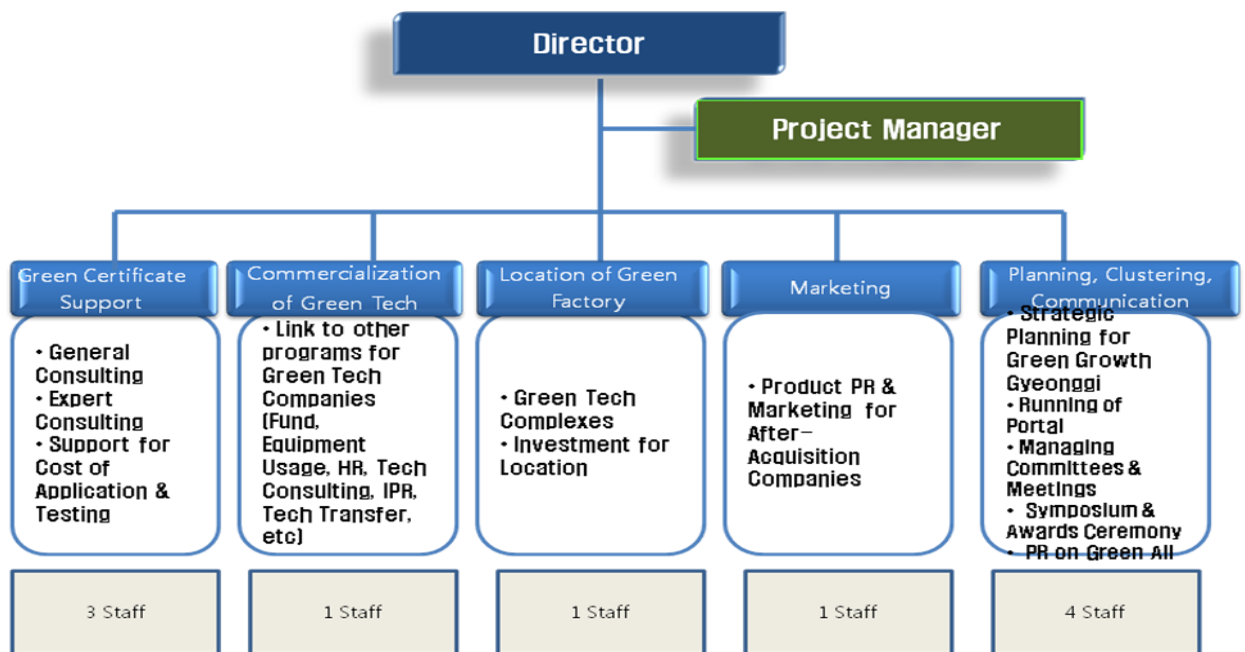 Director
Project Manager
Green Certificate
Support
• General
Consulting
• Expert
Consulting
• Support for
Cost of
Application &
Testing
3 Staff
Commercialization
of Green Tech
• Link to other
programs for
Green Tech
Companies
(Fund,
Equipment
Usage, HR, Tech
Consulting, IPR,
Tech Transfer,
etc)
1 Staff
Location of Green
Factory
• Green Tech
Complexes
• Investment for
Location
1 Staff
Marketing
• Product PR &
Marketing for
After-
Acquisition
Companies
1 Staff
Planning, Clustering,
Communication
• Strategic
Planning for
Green Growth
Gyeonggi
• Running of
Portal
• Managing
Committees &
Meetings
• Symposium &
Awards Ceremony
• PR on Green All
4 Staff